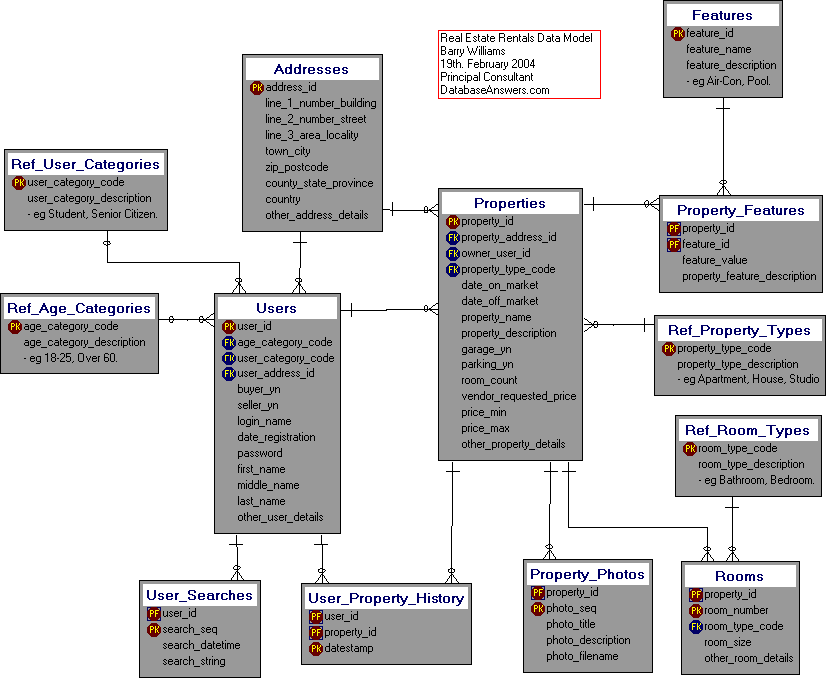 Features
PK feature_id
feature_name
feature_description
- eg Air-Con, Pool.
Real Estate Rentals Data Model
Barry Williams
19th. February 2004
Principal Consultant
DatabaseAnswers.com
Addresses
PK address_id
line_1_number_building
line_2_number_street
line_3_area_locality
town_city
zip_postcode
county_state_province
country
other_address_details
Ref_User_Categories
PK user_category_code
user_category_description
- eg Student, Senior Citizen.
Properties
PK property_id
FK property_address_id
FK owner_user_id
FK property_type_code
date_on_market
date_off_market
property_name
property_description
garage_yn
parking_yn
room_count
vendor_requested_price
price_min
price_max
other_property_details
Property_Features
PF property_id
PF feature_id
feature_value
property_feature_description
Ref_Age_Categories
PK age_category_code
age_category_description
- eg 18-25, Over 60.
Users
PK user_id
FK age_category_code
FK user_category_code
FK user_address_id
buyer_yn
seller_yn
login_name
date_registration
password
first_name
middle_name
last_name
other_user_details
Ref_Property_Types
PK property_type_code
property_type_description
- eg Apartment, House, Studio
Ref_Room_Types
PK room_type_code
room_type_description
- eg Bathroom, Bedroom.
User_Searches
PF user_id
PK search_seq
search_datetime
search_string
User_Property_History
PF user_id
PF property_id
PK datestamp
Property_Photos
PF property_id
PK photo_seq
photo_title
photo_description
photo_filename
Rooms
PF property_id
PK room_number
FK room_type_code
room_size
other_room_details